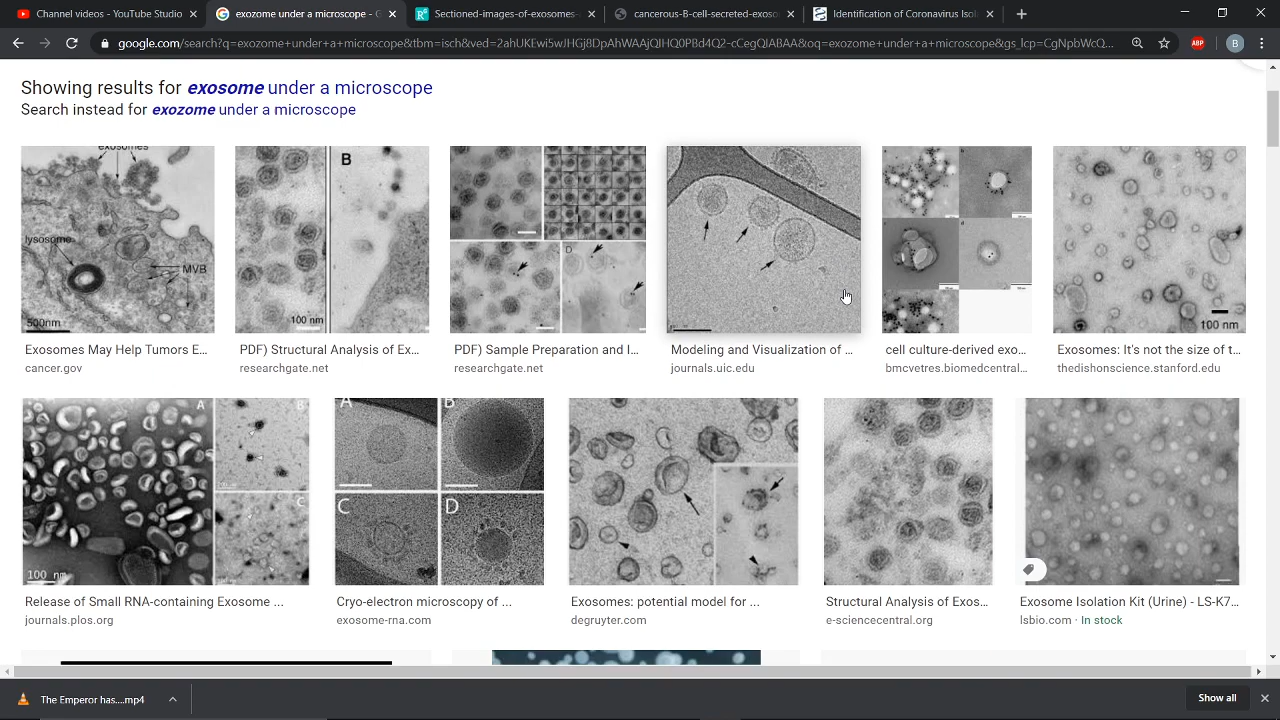 Channel videos - YouTube Studio
exozome under a microscope - G
Sectioned-images-of-exosomes-
cancerous-B-cell-secreted-exoso
Identification of Coronavirus Isol
google.com/search?q=exozome+under+a+microscope&tbm=isch&ved=2ahUKEwi5wJHGj8DpAhWAAjQIHQ0PBd4Q2-cCegQIABAA&oq=exozome+under+a+microscope&gs_lcp=CgNpbWcQ...
ABP
B
Showing results for exosome under a microscope
Search instead for exozome under a microscope
exosomes
lysosome
MVB
500nm
B
100 nm
D
100 nm
Exosomes May Help Tumors E...
cancer.gov
PDF) Structural Analysis of Ex...
researchgate.net
PDF) Sample Preparation and I...
researchgate.net
Modeling and Visualization of ...
journals.uic.edu
cell culture-derived exo...
bmcvetres.biomedcentral...
Exosomes: It's not the size of t...
thedishonscience.stanford.edu
A
B
C
100 nm
A
B
C
D
Release of Small RNA-containing Exosome ...
journals.plos.org
Cryo-electron microscopy of ...
exosome-rna.com
Exosomes: potential model for ...
degruyter.com
Structural Analysis of Exos...
e-sciencecentral.org
Exosome Isolation Kit (Urine) - LS-K7...
lsbio.com · In stock
The Emperor has....mp4
Show all